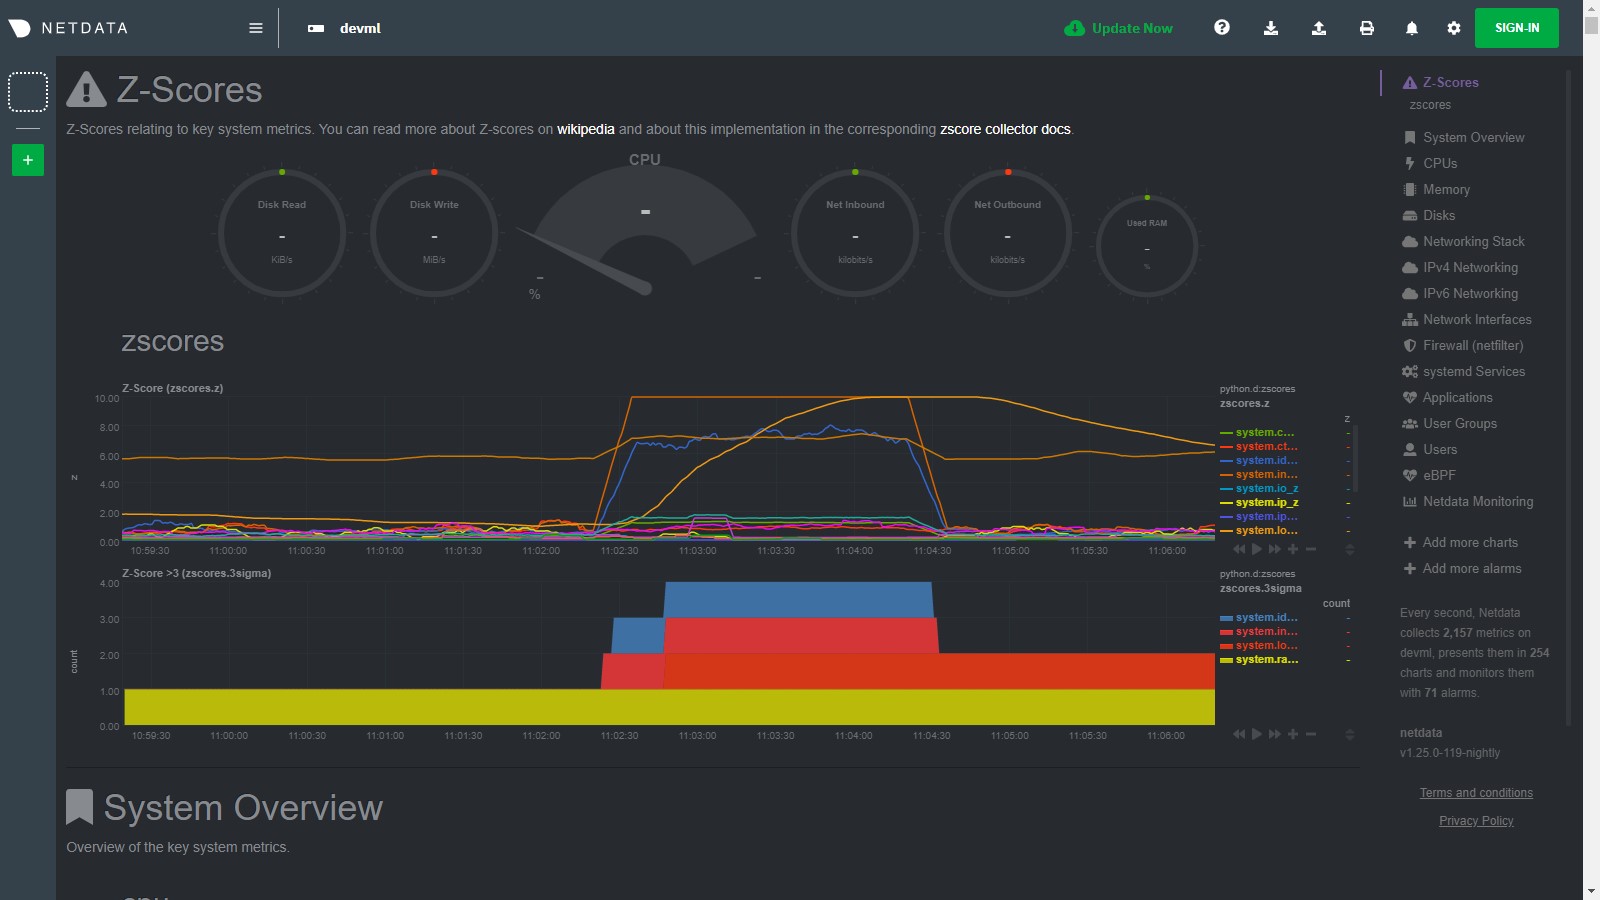 NETDATA
devml
Update Now
SIGN-IN
+
Z-Scores
Z-Scores relating to key system metrics. You can read more about Z-scores on wikipedia and about this implementation in the corresponding zscore collector docs.
CPU
-
-
-
%
Disk Read
-
KiB/s
Disk Write
-
MiB/s
Net Inbound
-
kilobits/s
Net Outbound
-
kilobits/s
Used RAM
-
%
zscores
Z-Score (zscores.z)
10.00
8.00
6.00
4.00
2.00
0.00
z
10:59:30 11:00:00 11:00:30 11:01:00 11:01:30 11:02:00 11:02:30 11:03:00 11:03:30 11:04:00 11:04:30 11:05:00 11:05:30 11:06:00
python.d:zscores
zscores.z
z
system.c... -
system.ct... -
system.id... -
system.in... -
system.io_z -
system.ip_z -
system.ip... -
system.lo... -
Z-Score >3 (zscores.3sigma)
4.00
3.00
2.00
1.00
0.00
count
10:59:30 11:00:00 11:00:30 11:01:00 11:01:30 11:02:00 11:02:30 11:03:00 11:03:30 11:04:00 11:04:30 11:05:00 11:05:30 11:06:00
python.d:zscores
zscores.3sigma
count
system.id... -
system.in... -
system.lo... -
system.ra... -
System Overview
Overview of the key system metrics.
Z-Scores
zscores
System Overview
CPUs
Memory
Disks
Networking Stack
IPv4 Networking
IPv6 Networking
Network Interfaces
Firewall (netfilter)
systemd Services
Applications
User Groups
Users
eBPF
Netdata Monitoring
Add more charts
Add more alarms
Every second, Netdata
collects 2,157 metrics on
devml, presents them in 254
charts and monitors them
with 71 alarms.
netdata
v1.25.0-119-nightly
Terms and conditions
Privacy Policy